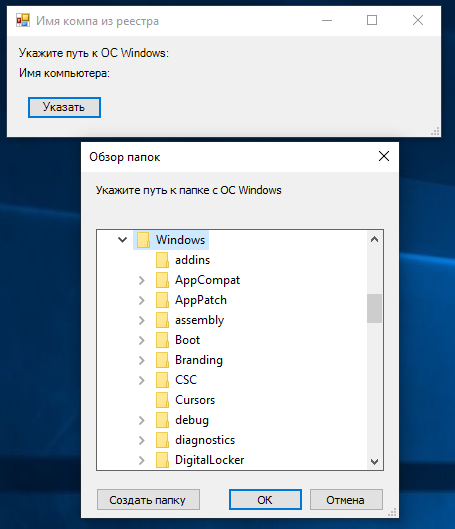 Имя компа из реестра
Укажите путь к ОС Windows:
Имя компьютера:
Указать
Обзор папок
Укажите путь к папке с ОС Windows
Windows
addins
AppCompat
AppPatch
assembly
Boot
Branding
CSC
Cursors
debug
diagnostics
DigitalLocker
Создать папку
ОК
Отмена